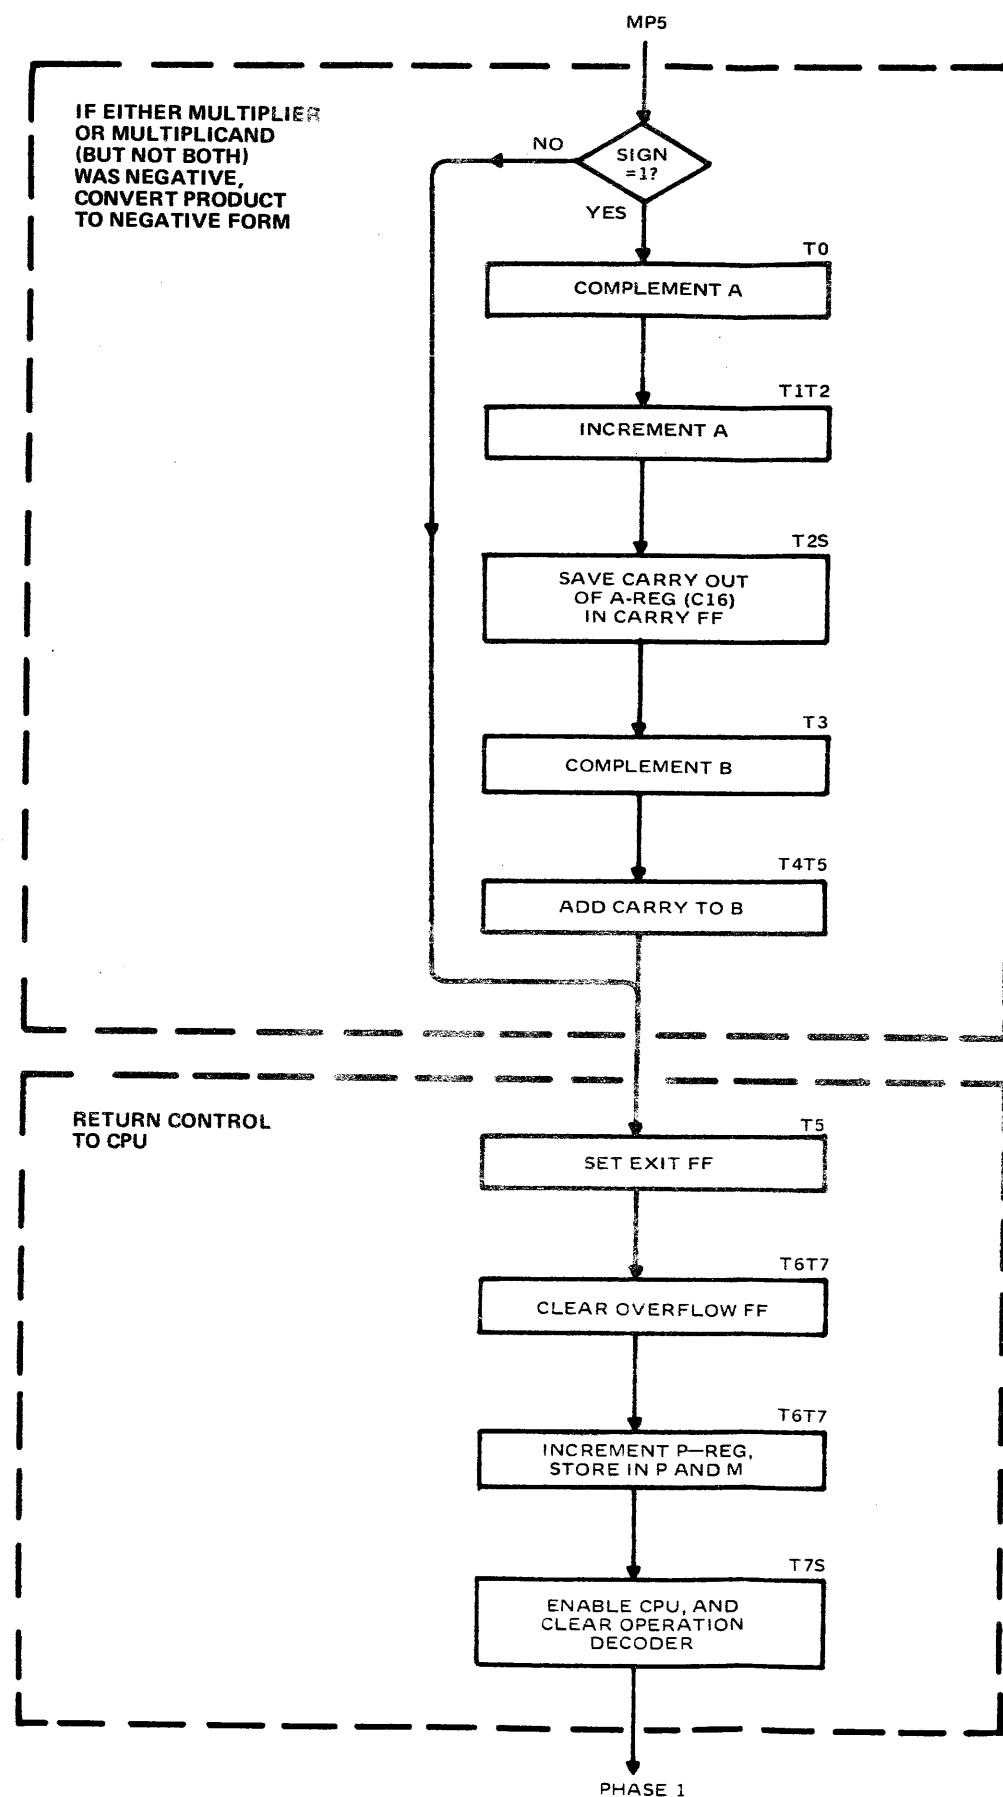 MP5
IF EITHER MULTIPLIER
OR MULTIPLICAND
(BUT NOT BOTH)
WAS NEGATIVE,
CONVERT PRODUCT
TO NEGATIVE FORM
NO
SIGN
=1?
YES
T0
COMPLEMENT A
T1T2
INCREMENT A
T2S
SAVE CARRY OUT
OF A-REG (C16)
IN CARRY FF
T3
COMPLEMENT B
T4T5
ADD CARRY TO B
RETURN CONTROL
TO CPU
T5
SET EXIT FF
T6T7
CLEAR OVERFLOW FF
T6T7
INCREMENT P—REG,
STORE IN P AND M
T7S
ENABLE CPU, AND
CLEAR OPERATION
DECODER
PHASE 1